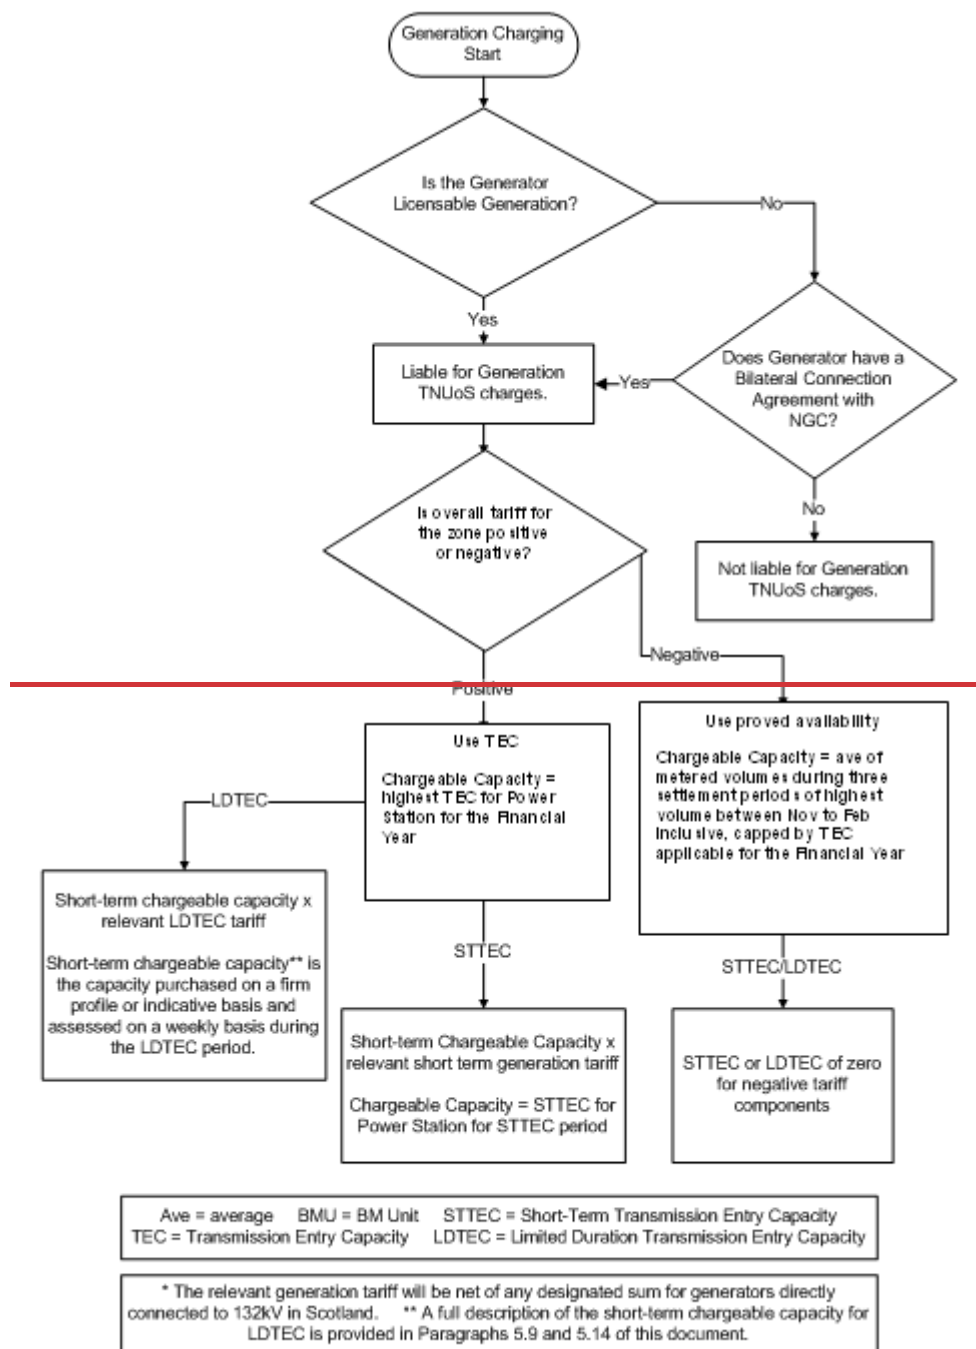 Generation Charging
Start
Is the Generator
Licensable Generation?
No
Yes
Liable for Generation
TNUoS charges.
Yes
Does Generator have a
Bilateral Connection
Agreement with
NGC?
No
Not liable for Generation
TNUoS charges.
Is overall tariff for
the zone positive
or negative?
Negative
Positive
Use TEC
Chargeable Capacity =
highest TEC for Power
Station for the Financial
Year
Use proved availability
Chargeable Capacity = ave of
metered volumes during three
settlement periods of highest
volume between Nov to Feb
inclusive, capped by TEC
applicable for the Financial Year
LDTEC
Short-term chargeable capacity x
relevant LDTEC tariff
Short-term chargeable capacity** is
the capacity purchased on a firm
profile or indicative basis and
assessed on a weekly basis during
the LDTEC period.
STTEC
Short-term Chargeable Capacity x
relevant short term generation tariff
Chargeable Capacity = STTEC for
Power Station for STTEC period
STTEC/LDTEC
STTEC or LDTEC of zero
for negative tariff
components
Ave = average BMU = BM Unit STTEC = Short-Term Transmission Entry Capacity
TEC = Transmission Entry Capacity LDTEC = Limited Duration Transmission Entry Capacity
* The relevant generation tariff will be net of any designated sum for generators directly
connected to 132kV in Scotland. ** A full description of the short-term chargeable capacity for
LDTEC is provided in Paragraphs 5.9 and 5.14 of this document.